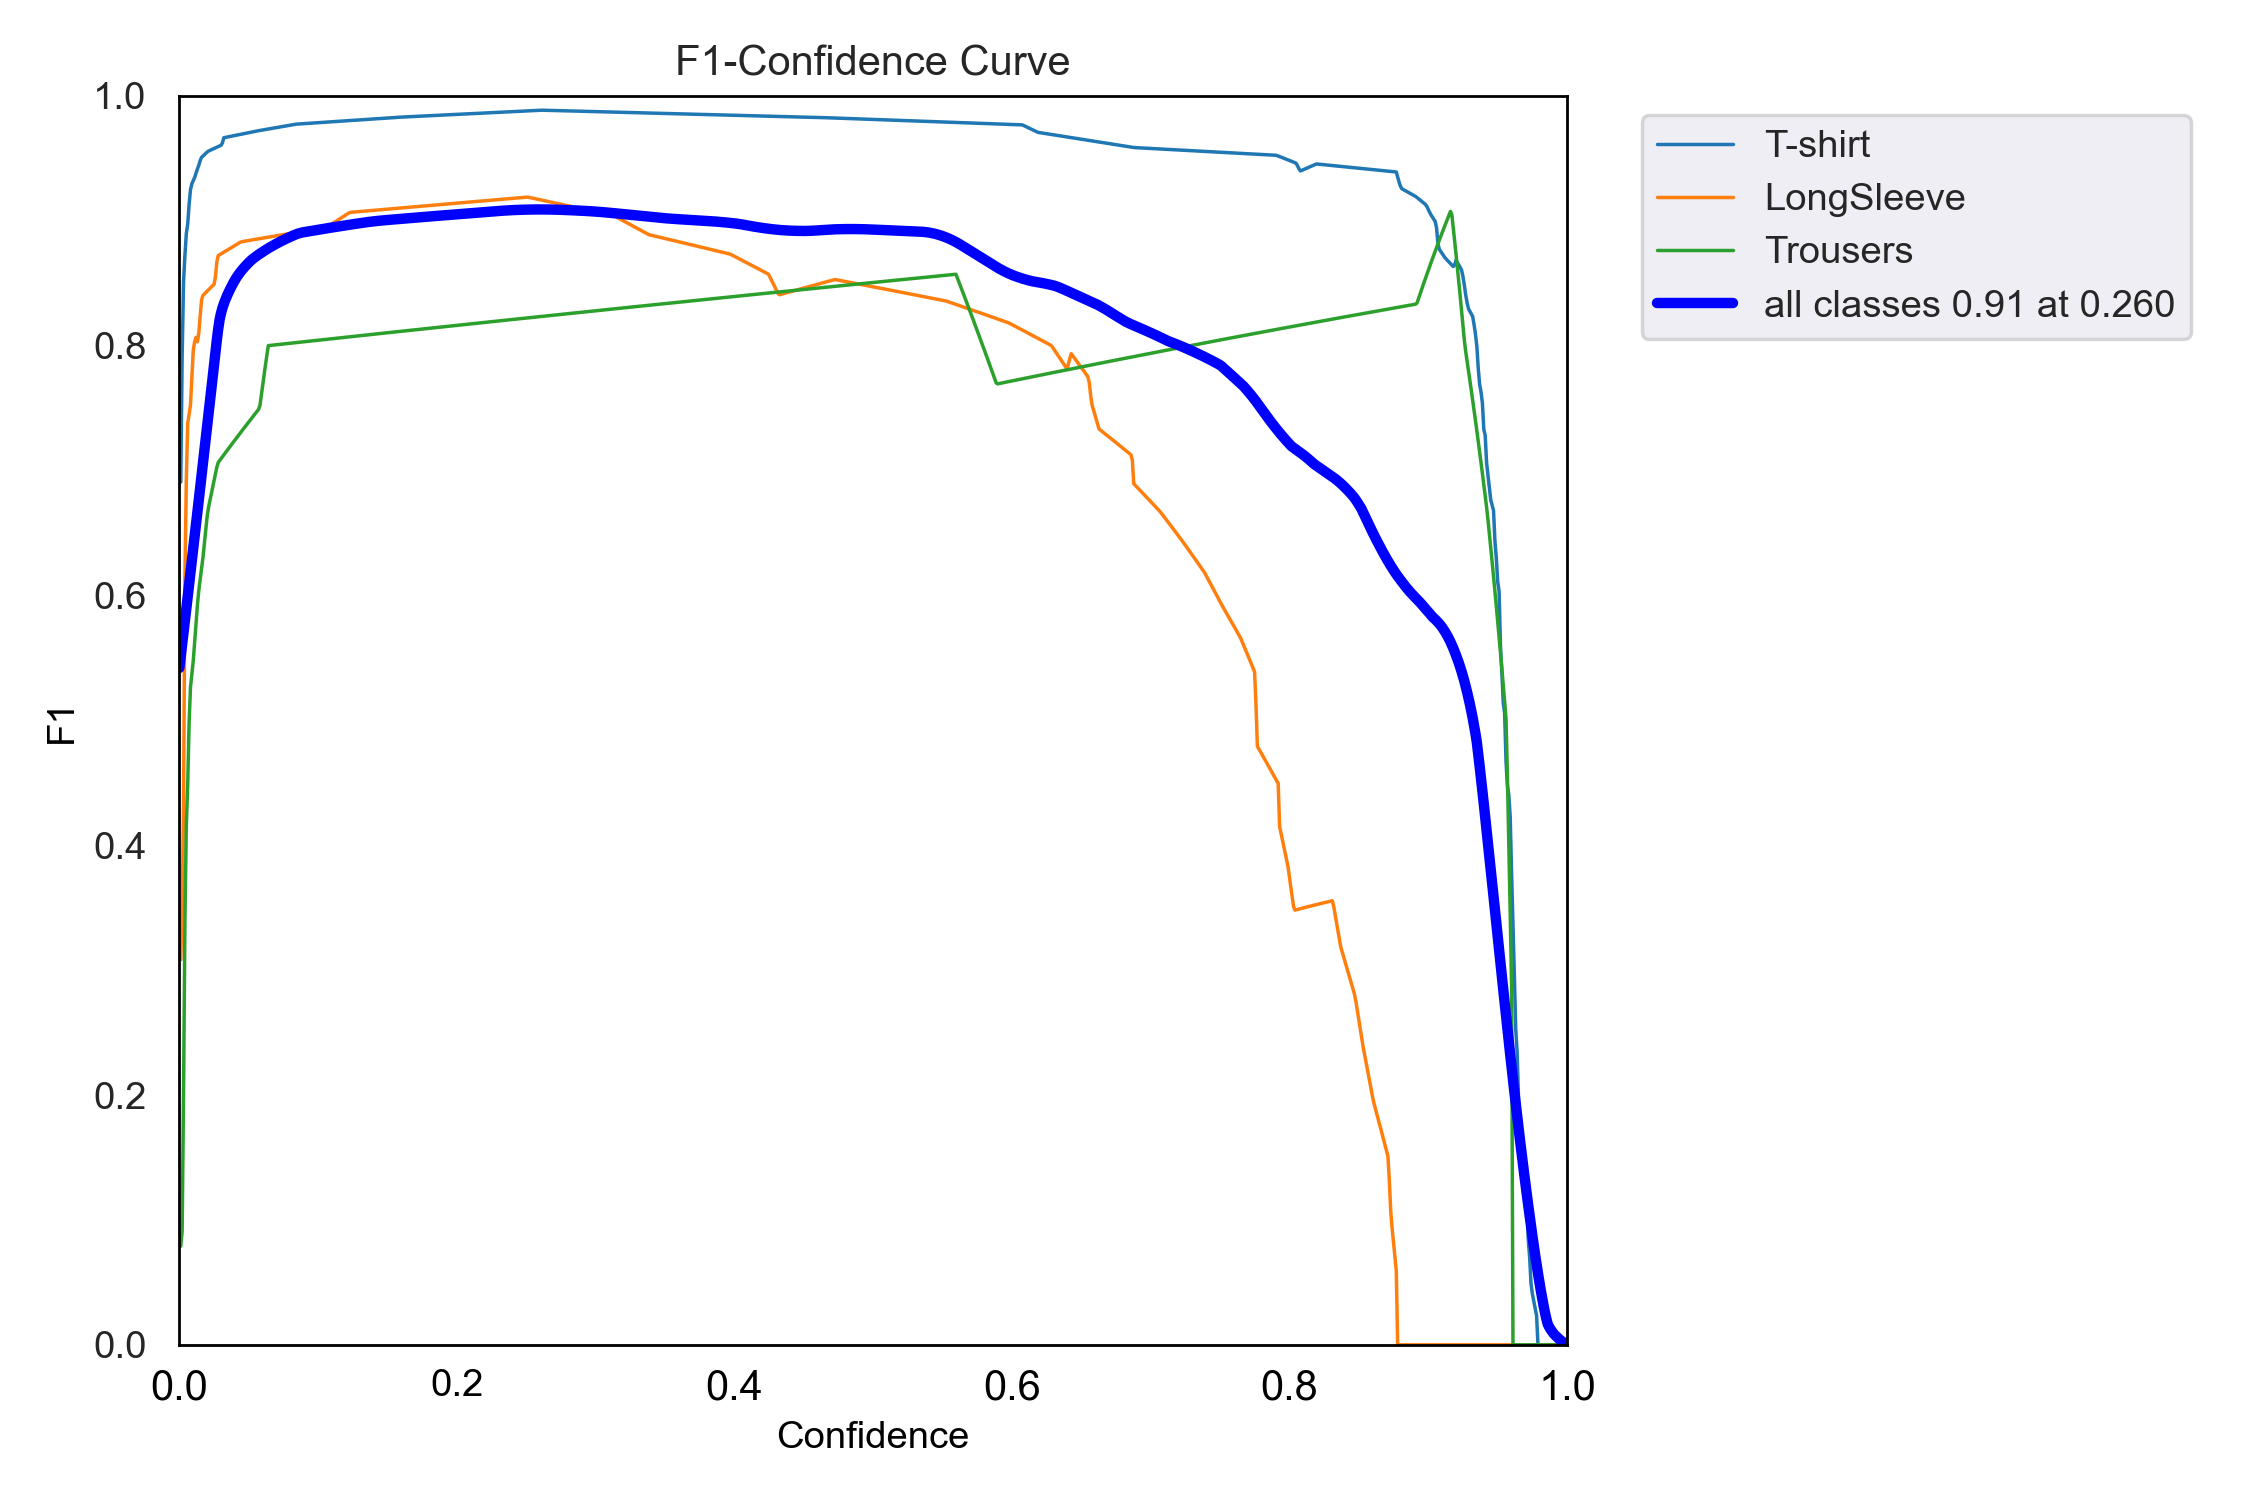 F1-Confidence Curve
1.0
0.8
0.6
0.4
0.2
0.0
F1
0.0 0.2 0.4 0.6 0.8 1.0
Confidence
T-shirt
LongSleeve
Trousers
all classes 0.91 at 0.260